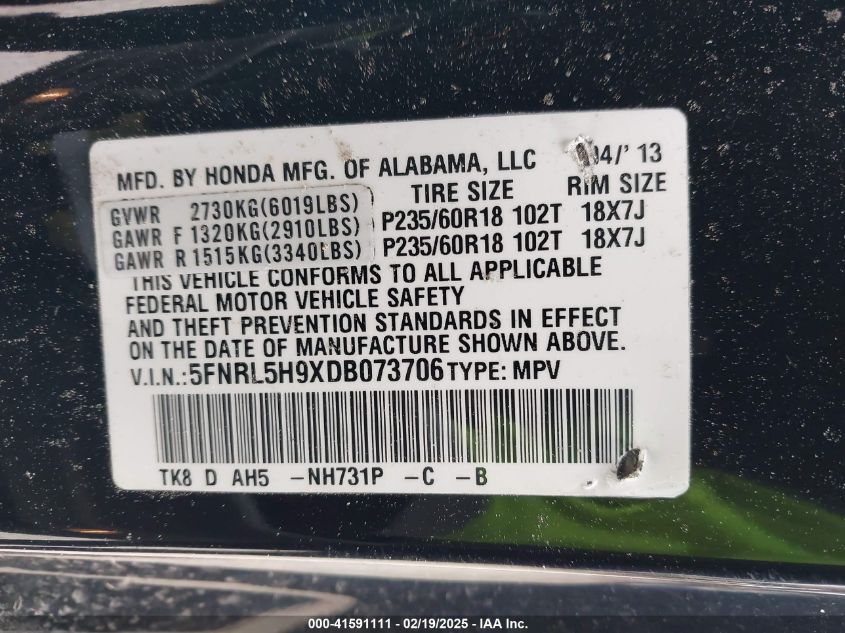 MFD. BY HONDA MFG. OF ALABAMA, LLC 04/' 13
TIRE SIZE RIM SIZE
GVWR 2730KG(6019LBS)
GAWR F 1320KG(2910LBS) P235/60R18 102T 18X7J
GAWR R 1515KG(3340LBS) P235/60R18 102T 18X7J
THIS VEHICLE CONFORMS TO ALL APPLICABLE
FEDERAL MOTOR VEHICLE SAFETY
AND THEFT PREVENTION STANDARDS IN EFFECT
ON THE DATE OF MANUFACTURE SHOWN ABOVE.
V.I.N.:5FNRL5H9XDB073706 TYPE: MPV
TK8 D AH5 -NH731P -C -B
000-41591111 - 02/19/2025 - IAA Inc.